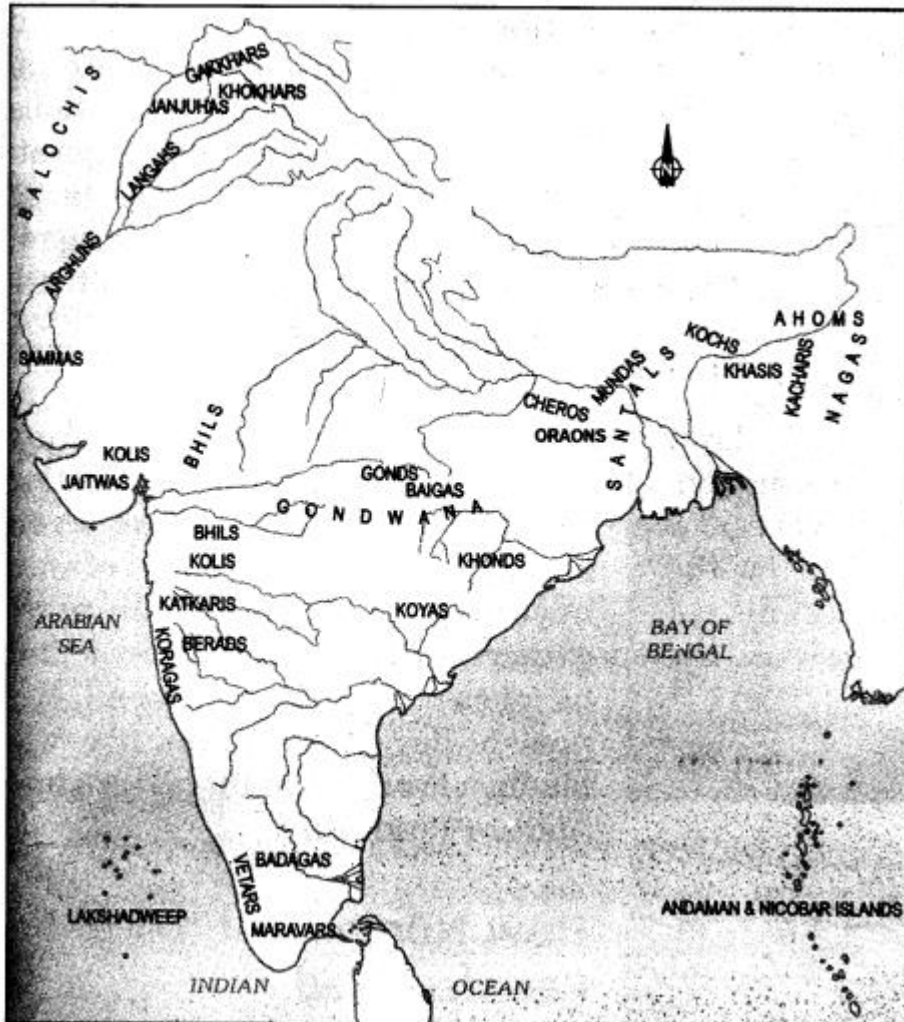 GAKKHARS
KHOKHARS
JANJUHAS
BALOCHIS
LANGAHS
ARGHUNS
N
AHOMS
KOCHS
KHASIS
KACHARIS
NAGAS
SAMMAS
MUNDAS
SANTALS
CHEROS
ORAONS
BHILS
KOLIS
JAITWAS
GONDS
BAIGAS
GONDWANA
BHILS
KOLIS
KHONDS
KATKARIS
KOYAS
ARABIAN
SEA
BERABS
KORAGAS
BAY OF
BENGAL
BADAGAS
VETARS
LAKSHADWEEP
MARAVARS
ANDAMAN & NICOBAR ISLANDS
INDIAN
OCEAN